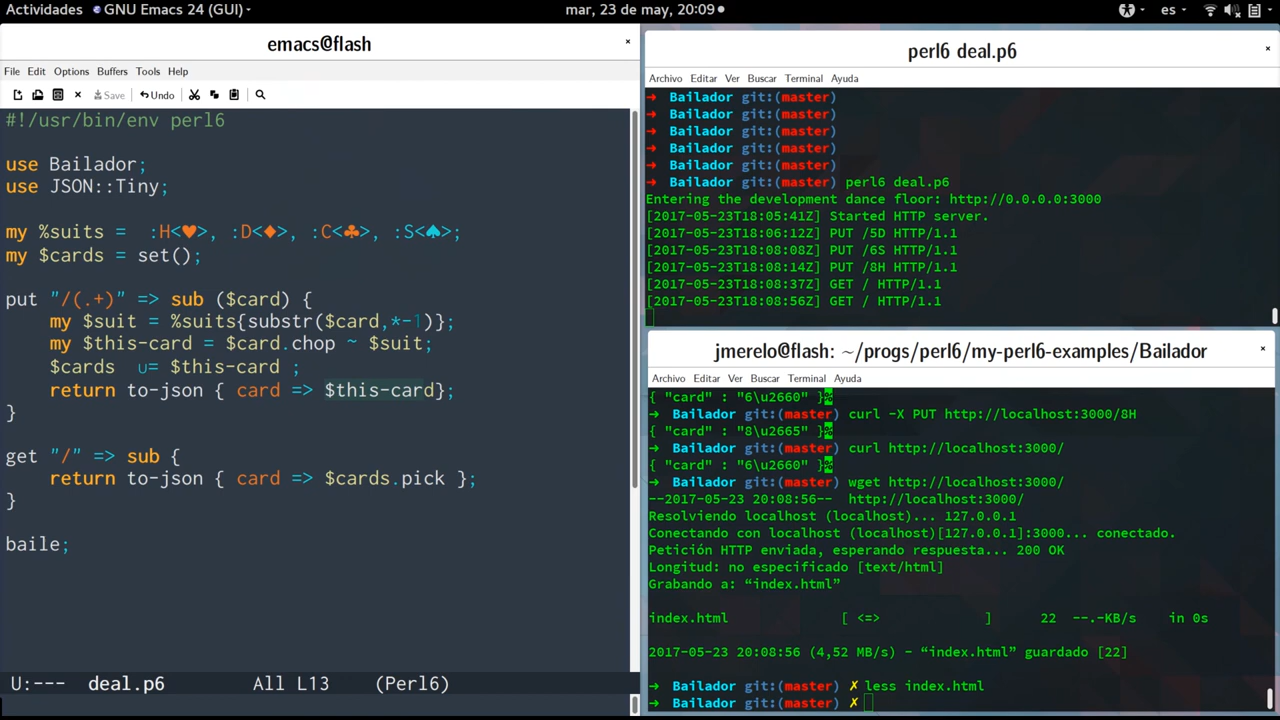 Actividades GNU Emacs 24 (GUI) mar, 23 de may, 20:09 es
emacs@flash
File Edit Options Buffers Tools Help
Save Undo
#!/usr/bin/env perl6
use Bailador;
use JSON::Tiny;
my %suits =  :H<♥>, :D<♦>, :C<♣>, :S<♠>;
my $cards = set();
put "/(.+)" => sub ($card) {
    my $suit = %suits{substr($card,*-1)};
    my $this-card = $card.chop ~ $suit;
    $cards  ∪= $this-card ;
    return to-json { card => $this-card};
}
get "/" => sub {
    return to-json { card => $cards.pick };
}
baile;
U:--- deal.p6 All L13 (Perl6)
perl6 deal.p6
Archivo Editar Ver Buscar Terminal Ayuda
➜ Bailador git:(master)
➜ Bailador git:(master)
➜ Bailador git:(master)
➜ Bailador git:(master)
➜ Bailador git:(master)
➜ Bailador git:(master) perl6 deal.p6
Entering the development dance floor: http://0.0.0.0:3000
[2017-05-23T18:05:41Z] Started HTTP server.
[2017-05-23T18:06:12Z] PUT /5D HTTP/1.1
[2017-05-23T18:08:08Z] PUT /6S HTTP/1.1
[2017-05-23T18:08:14Z] PUT /8H HTTP/1.1
[2017-05-23T18:08:37Z] GET / HTTP/1.1
[2017-05-23T18:08:56Z] GET / HTTP/1.1
jmerelo@flash: ~/progs/perl6/my-perl6-examples/Bailador
Archivo Editar Ver Buscar Terminal Ayuda
{ "card" : "6\u2660" }%
➜ Bailador git:(master) curl -X PUT http://localhost:3000/8H
{ "card" : "8\u2665" }%
➜ Bailador git:(master) curl http://localhost:3000/
{ "card" : "6\u2660" }%
➜ Bailador git:(master) wget http://localhost:3000/
--2017-05-23 20:08:56--  http://localhost:3000/
Resolviendo localhost (localhost)... 127.0.0.1
Conectando con localhost (localhost)[127.0.0.1]:3000... conectado.
Petición HTTP enviada, esperando respuesta... 200 OK
Longitud: no especificado [text/html]
Grabando a: “index.html”
index.html [ <=> ] 22 --.-KB/s in 0s
2017-05-23 20:08:56 (4,52 MB/s) - “index.html” guardado [22]
➜ Bailador git:(master) ✗ less index.html
➜ Bailador git:(master) ✗